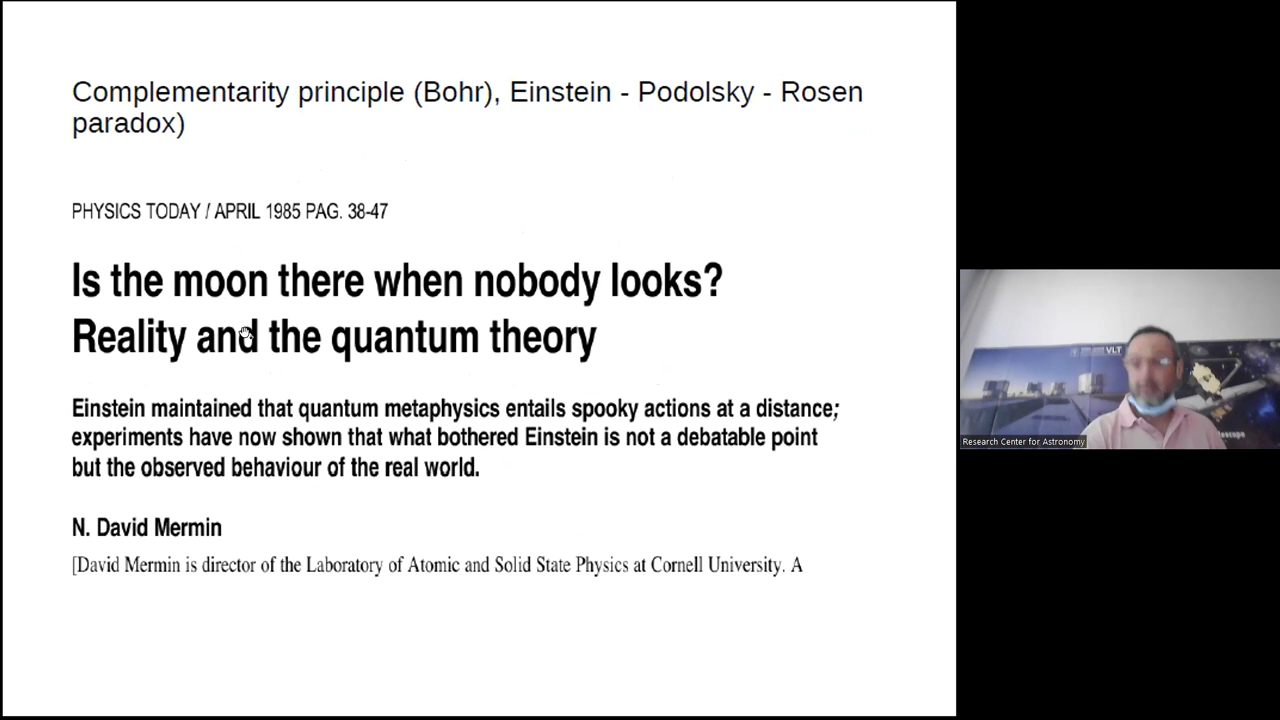 Complementarity principle (Bohr), Einstein - Podolsky - Rosen
paradox)
PHYSICS TODAY / APRIL 1985 PAG. 38-47
Is the moon there when nobody looks?
Reality and the quantum theory
Einstein maintained that quantum metaphysics entails spooky actions at a distance;
experiments have now shown that what bothered Einstein is not a debatable point
but the observed behaviour of the real world.
N. David Mermin
[David Mermin is director of the Laboratory of Atomic and Solid State Physics at Cornell University. A
VLT
Research Center for Astronomy